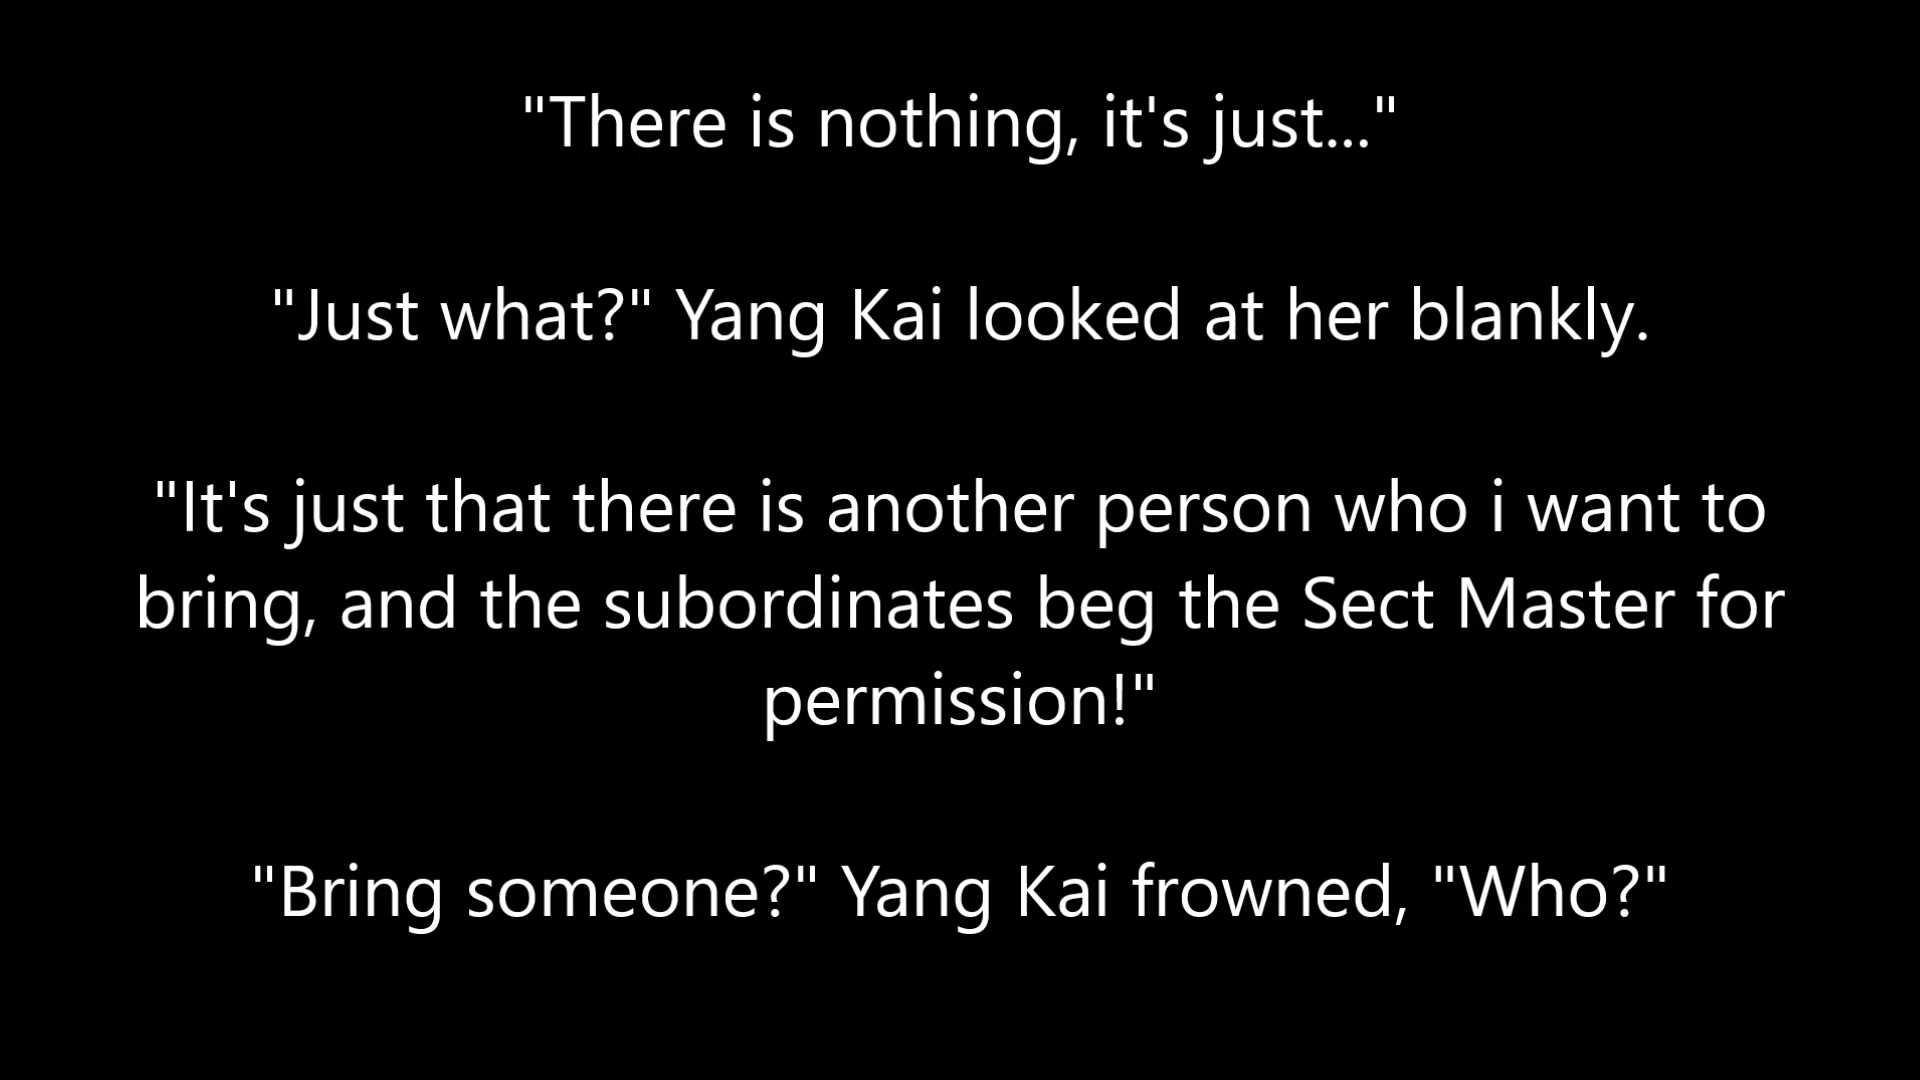 "There is nothing, it's just..."
"Just what?" Yang Kai looked at her blankly.
"It's just that there is another person who i want to
bring, and the subordinates beg the Sect Master for
permission!"
"Bring someone?" Yang Kai frowned, "Who?"